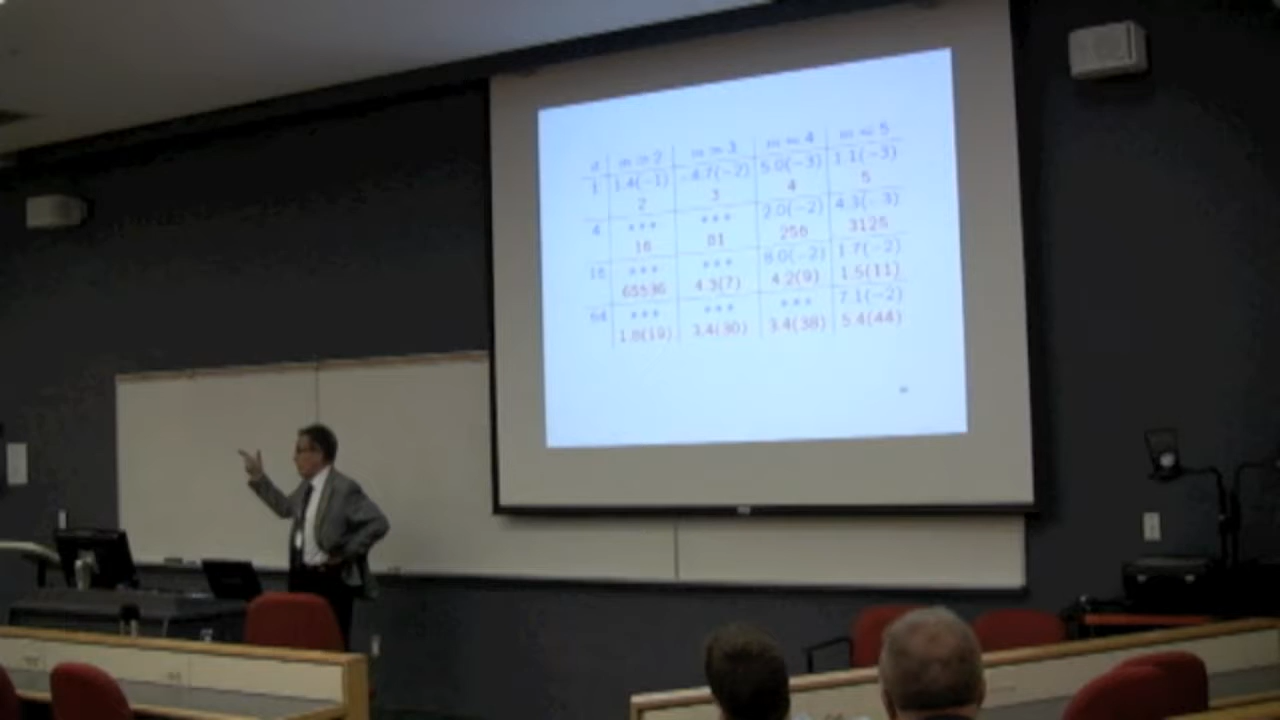 d m = 2 m = 3 m = 4 m = 5
1 1.4(−1) −4.7(−2) 5.0(−3) 1.1(−3)
2 3 4 5
4 *** *** 2.0(−2) 4.3(−3)
16 81 256 3125
16 *** *** 8.0(−2) 1.7(−2)
65536 4.3(7) 4.2(9) 1.5(11)
64 *** *** *** 7.1(−2)
1.8(19) 3.4(30) 3.4(38) 5.4(44)